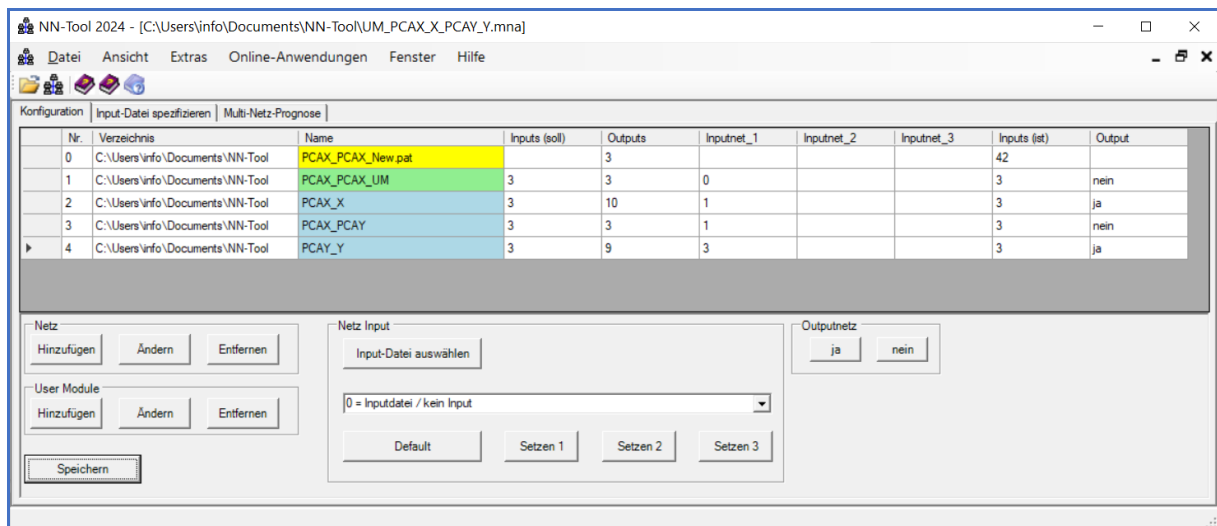 NN-Tool 2024 - [C:\Users\info\Documents\NN-Tool\UM_PCAX_X_PCAY_Y.mna]
Datei Ansicht Extras Online-Anwendungen Fenster Hilfe
Konfiguration Input-Datei spezifizieren Multi-Netz-Prognose
Nr. Verzeichnis Name Inputs (soll) Outputs Inputnet_1 Inputnet_2 Inputnet_3 Inputs (ist) Output
0 C:\Users\info\Documents\NN-Tool PCAX_PCAX_New.pat 3 42
1 C:\Users\info\Documents\NN-Tool PCAX_PCAX_UM 3 3 0 3 nein
2 C:\Users\info\Documents\NN-Tool PCAX_X 3 10 1 3 ja
3 C:\Users\info\Documents\NN-Tool PCAX_PCAY 3 3 1 3 nein
4 C:\Users\info\Documents\NN-Tool PCAY_Y 3 9 3 3 ja
Netz Netz Input Outputnetz
Hinzufügen Ändern Entfernen Input-Datei auswählen ja nein
User Module
Hinzufügen Ändern Entfernen 0 = Inputdatei / kein Input
Default Setzen 1 Setzen 2 Setzen 3
Speichern